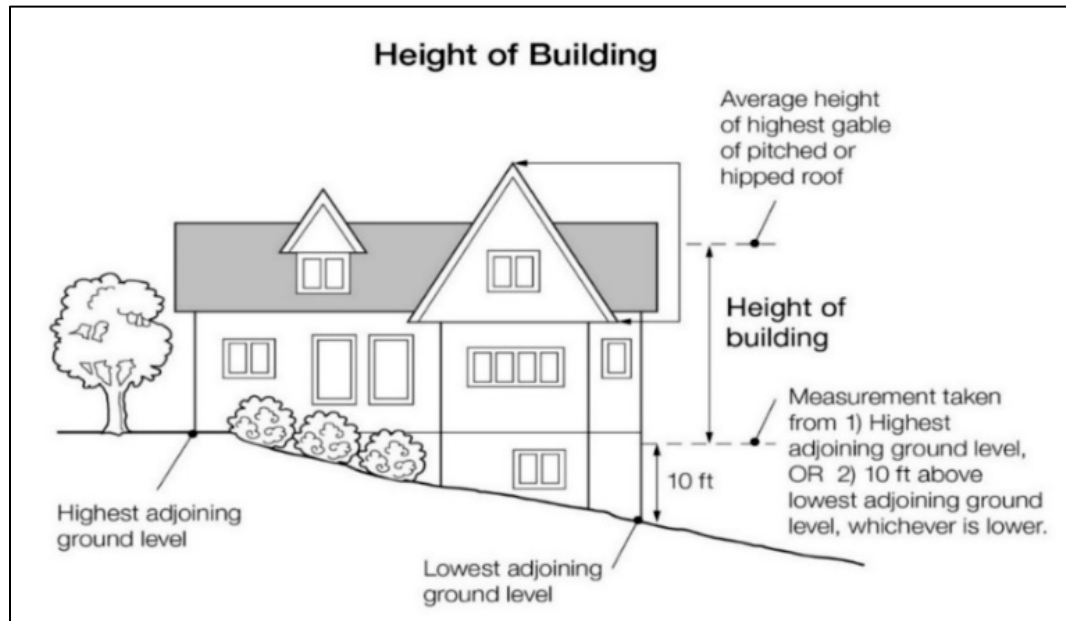 Height of Building
Average height
of highest gable
of pitched or
hipped roof
Height of
building
Measurement taken
from 1) Highest
adjoining ground level,
OR 2) 10 ft above
lowest adjoining ground
level, whichever is lower.
10 ft
Highest adjoining
ground level
Lowest adjoining
ground level